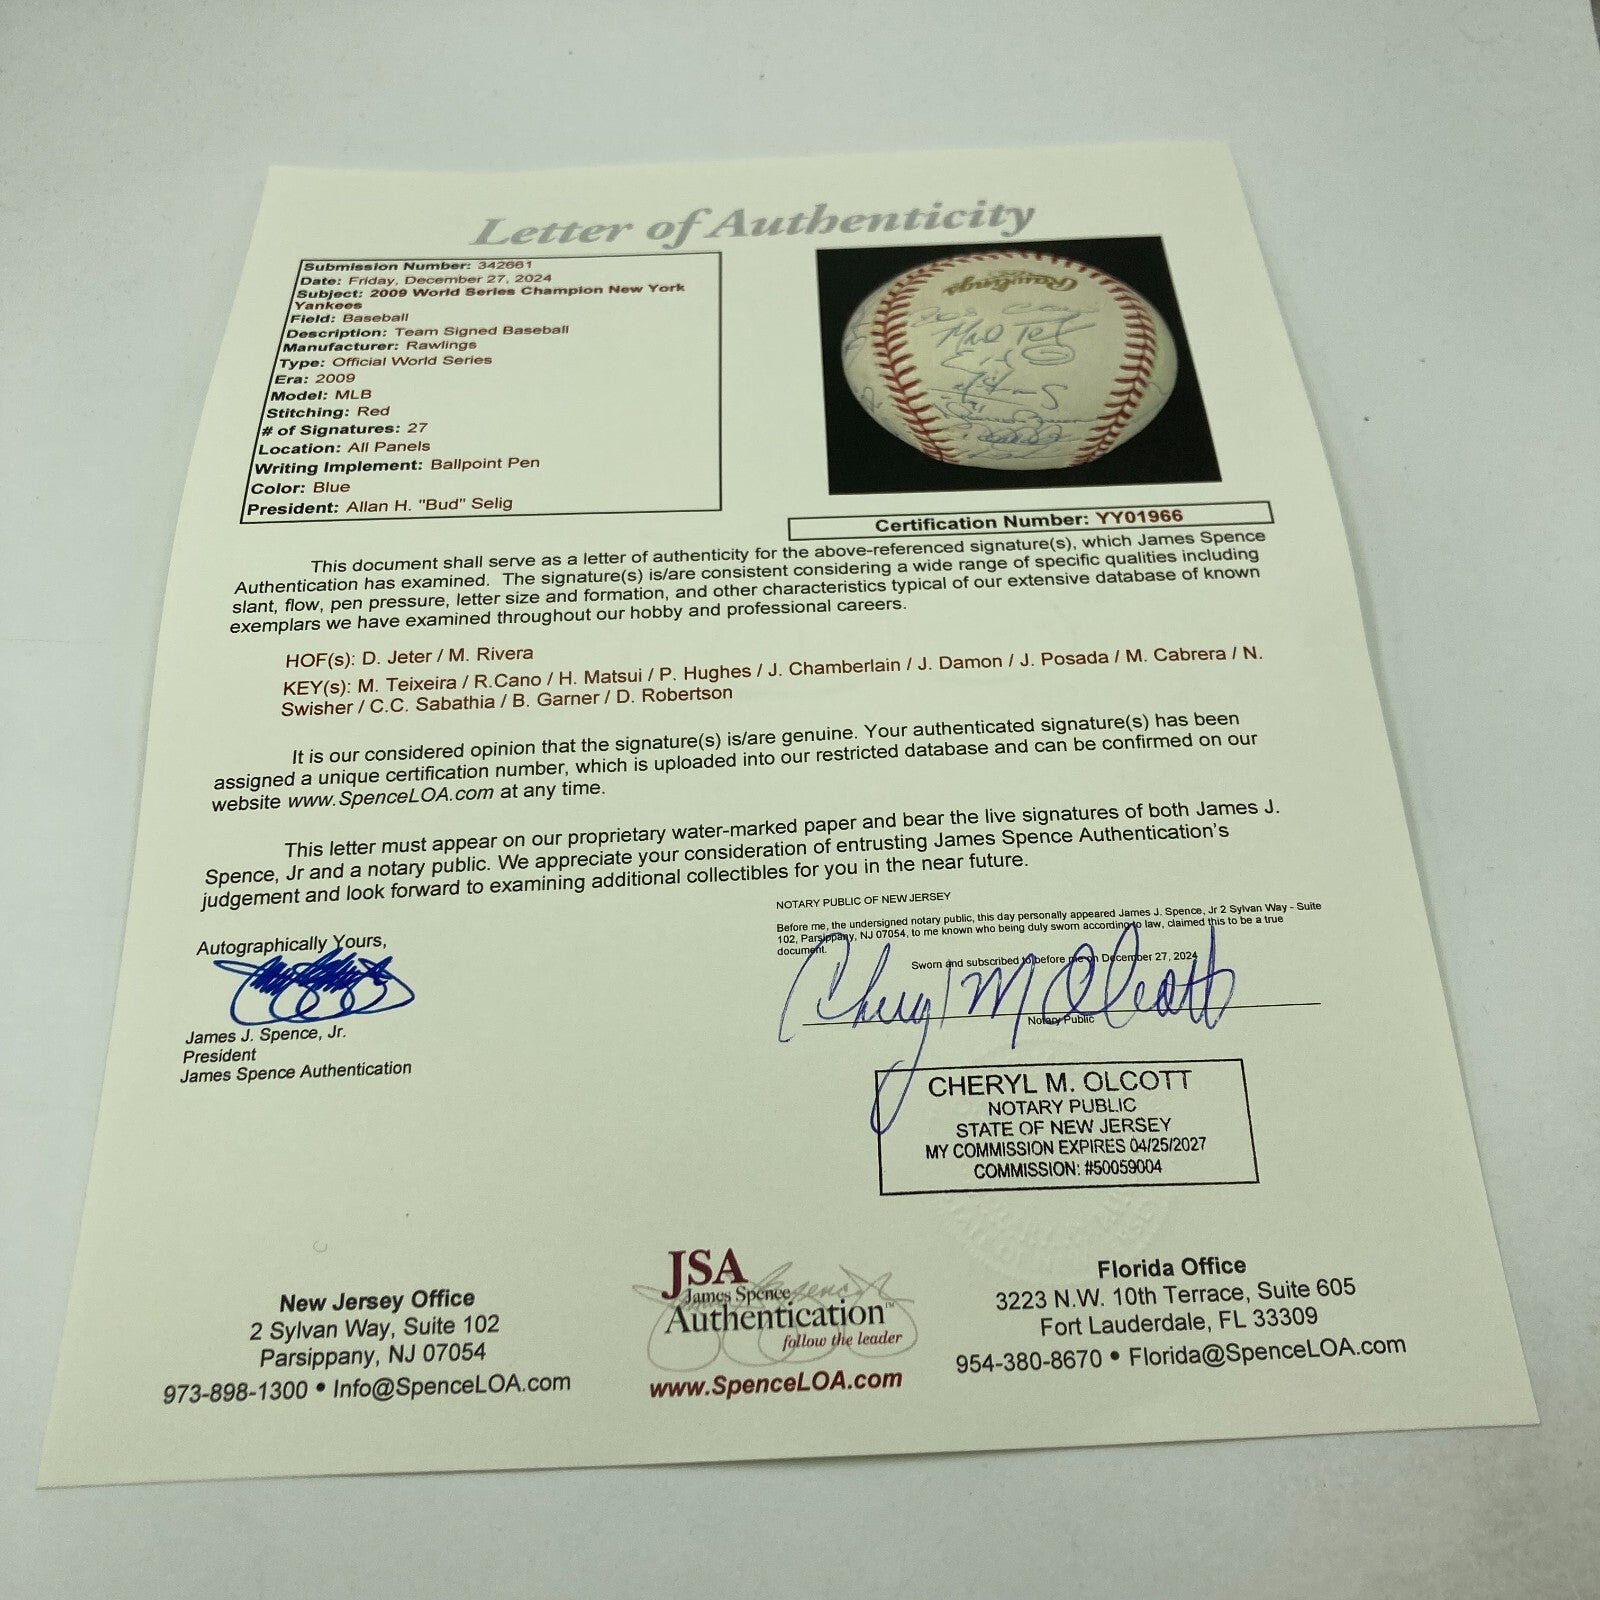 Letter of Authenticity
Submission Number: 342661
Date: Friday, December 27, 2024
Subject: 2009 World Series Champion New York
Yankees
Field: Baseball
Description: Team Signed Baseball
Manufacturer: Rawlings
Type: Official World Series
Era: 2009
Model: MLB
Stitching: Red
# of Signatures: 27
Location: All Panels
Writing Implement: Ballpoint Pen
Color: Blue
President: Allan H. "Bud" Selig
Rawlings
Certification Number: YY01966
This document shall serve as a letter of authenticity for the above-referenced signature(s), which James Spence
Authentication has examined. The signature(s) is/are consistent considering a wide range of specific qualities including
slant, flow, pen pressure, letter size and formation, and other characteristics typical of our extensive database of known
exemplars we have examined throughout our hobby and professional careers.
HOF(s): D. Jeter / M. Rivera
KEY(s): M. Teixeira / R.Cano / H. Matsui / P. Hughes / J. Chamberlain / J. Damon / J. Posada / M. Cabrera / N.
Swisher / C.C. Sabathia / B. Garner / D. Robertson
It is our considered opinion that the signature(s) is/are genuine. Your authenticated signature(s) has been
assigned a unique certification number, which is uploaded into our restricted database and can be confirmed on our
website www.SpenceLOA.com at any time.
This letter must appear on our proprietary water-marked paper and bear the live signatures of both James J.
Spence, Jr and a notary public. We appreciate your consideration of entrusting James Spence Authentication's
judgement and look forward to examining additional collectibles for you in the near future.
NOTARY PUBLIC OF NEW JERSEY
Before me, the undersigned notary public, this day personally appeared James J. Spence, Jr 2 Sylvan Way - Suite
102, Parsippany, NJ 07054, to me known who being duly sworn according to law, claimed this to be a true
document.
Sworn and subscribed to before me on December 27, 2024
Cheryl M Olcott
Notary Public
Autographically Yours,
James J. Spence, Jr.
President
James Spence Authentication
CHERYL M. OLCOTT
NOTARY PUBLIC
STATE OF NEW JERSEY
MY COMMISSION EXPIRES 04/25/2027
COMMISSION: #50059004
New Jersey Office
2 Sylvan Way, Suite 102
Parsippany, NJ 07054
973-898-1300 • Info@SpenceLOA.com
JSA
James Spence
Authentication™
follow the leader
www.SpenceLOA.com
Florida Office
3223 N.W. 10th Terrace, Suite 605
Fort Lauderdale, FL 33309
954-380-8670 • Florida@SpenceLOA.com